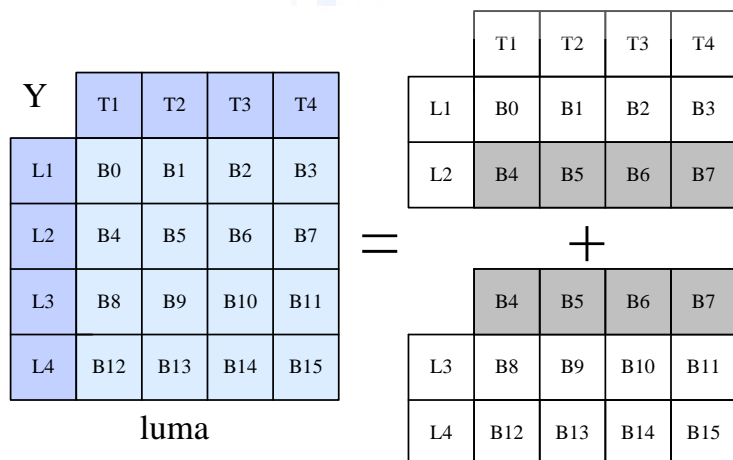 Y
T1 T2 T3 T4
L1 B0 B1 B2 B3
L2 B4 B5 B6 B7
L3 B8 B9 B10 B11
L4 B12 B13 B14 B15
luma
=
T1 T2 T3 T4
L1 B0 B1 B2 B3
L2 B4 B5 B6 B7
+
B4 B5 B6 B7
L3 B8 B9 B10 B11
L4 B12 B13 B14 B15